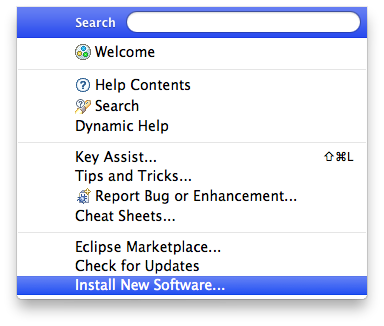 Search
Welcome
Help Contents
Search
Dynamic Help
Key Assist... ⇧⌘L
Tips and Tricks...
Report Bug or Enhancement...
Cheat Sheets...
Eclipse Marketplace...
Check for Updates
Install New Software...